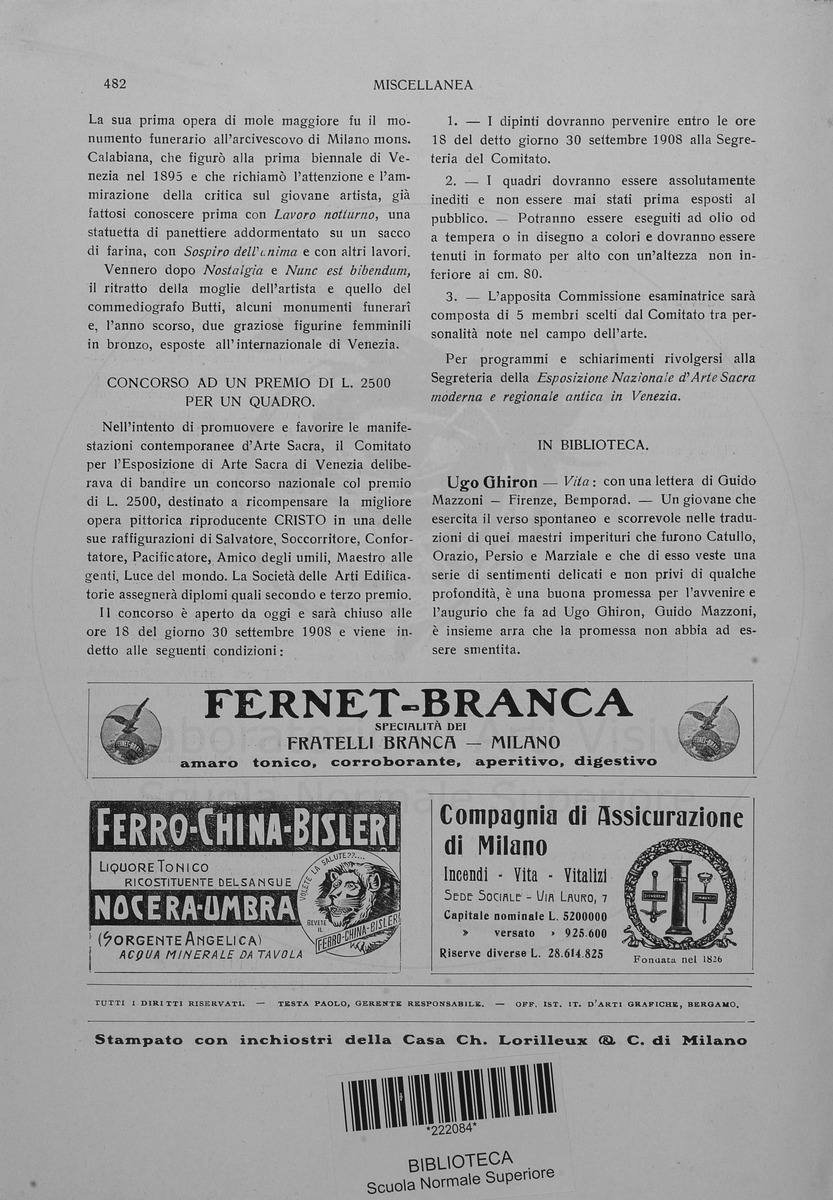 482
MISCELLANEA
La sua prima opera di mole maggiore fu il mo-
numento funerario all'arcivescovo di Milano mons.
Calabiana, che figurò alla prima biennale di Ve-
nezia nel 1895 e che richiamò l'attenzione e l'am-
mirazione della critica sul giovane artista, già
fattosi conoscere prima con Lavoro notturno, una
statuetta di panettiere addormentato su un sacco
di farina, con Sospiro dell'anima e con altri lavori.
Vennero dopo Nostalgia e Nunc est bibendum,
il ritratto della moglie dell'artista e quello del
commediografo Butti, alcuni monumenti funerarî
e, l'anno scorso, due graziose figurine femminili
in bronzo, esposte all'internazionale di Venezia.
CONCORSO AD UN PREMIO DI L. 2500
PER UN QUADRO.
Nell'intento di promuovere e favorire le manife-
stazioni contemporanee d'Arte Sacra, il Comitato
per l'Esposizione di Arte Sacra di Venezia delibe-
rava di bandire un concorso nazionale col premio
di L. 2500, destinato a ricompensare la migliore
opera pittorica riproducente CRISTO in una delle
sue raffigurazioni di Salvatore, Soccorritore, Confor-
tatore, Pacificatore, Amico degli umili, Maestro alle
genti, Luce del mondo. La Società delle Arti Edifica-
torie assegnerà diplomi quali secondo e terzo premio.
Il concorso è aperto da oggi e sarà chiuso alle
ore 18 del giorno 30 settembre 1908 e viene in-
detto alle seguenti condizioni:
1. — I dipinti dovranno pervenire entro le ore
18 del detto giorno 30 settembre 1908 alla Segre-
teria del Comitato.
2. — I quadri dovranno essere assolutamente
inediti e non essere mai stati prima esposti al
pubblico. — Potranno essere eseguiti ad olio od
a tempera o in disegno a colori e dovranno essere
tenuti in formato per alto con un'altezza non in-
feriore ai cm. 80.
3. — L'apposita Commissione esaminatrice sarà
composta di 5 membri scelti dal Comitato tra per-
sonalità note nel campo dell'arte.
Per programmi e schiarimenti rivolgersi alla
Segreteria della Esposizione Nazionale d'Arte Sacra
moderna e regionale antica in Venezia.
IN BIBLIOTECA.
Ugo Ghiron — Vita: con una lettera di Guido
Mazzoni — Firenze, Bemporad. — Un giovane che
esercita il verso spontaneo e scorrevole nelle tradu-
zioni di quei maestri imperituri che furono Catullo,
Orazio, Persio e Marziale e che di esso veste una
serie di sentimenti delicati e non privi di qualche
profondità, è una buona promessa per l'avvenire e
l'augurio che fa ad Ugo Ghiron, Guido Mazzoni,
è insieme arra che la promessa non abbia ad es-
sere smentita.
FERNET-BRANCA
SPECIALITÀ DEI
FRATELLI BRANCA — MILANO
amaro tonico, corroborante, aperitivo, digestivo
FERNET-BRANCA
FERRO-CHINA-BISLERI
LIQUORE TONICO
RICOSTITUENTE DEL SANGUE
NOCERA-UMBRA
(SORGENTE ANGELICA)
ACQUA MINERALE DA TAVOLA
VOLETE LA SALUTE??....
BEVETE
IL
FERRO-CHINA-BISLERI
Compagnia di Assicurazione
di Milano
Incendi - Vita - Vitalizi
SEDE SOCIALE - VIA LAURO, 7
Capitale nominale L. 5200000
» versato » 925.600
Riserve diverse L. 28.614.825
Fondata nel 1826
TUTTI I DIRITTI RISERVATI. — TESTA PAOLO, GERENTE RESPONSABILE. — OFF. IST. IT. D'ARTI GRAFICHE, BERGAMO.
Stampato con inchiostri della Casa Ch. Lorilleux & C. di Milano
*222084*
BIBLIOTECA
Scuola Normale Superiore